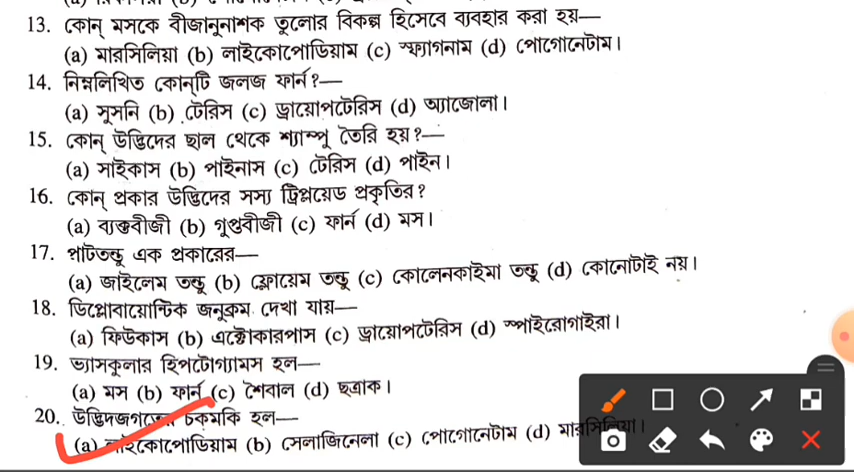 13. কোন্ মসকে বীজানুনাশক তুলোর বিকল্প হিসেবে ব্যবহার করা হয়—
(a) মারসিলিয়া (b) লাইকোপোডিয়াম (c) স্ফ্যাগনাম (d) পোগোনেটাম।
14. নিম্নলিখিত কোন্‌টি জলজ ফার্ন?—
(a) সুসনি (b) টেরিস (c) ড্রায়োপটেরিস (d) অ্যাজোলা।
15. কোন্ উদ্ভিদের ছাল থেকে শ্যাম্পু তৈরি হয়?—
(a) সাইকাস (b) পাইনাস (c) টেরিস (d) পাইন।
16. কোন্ প্রকার উদ্ভিদের সস্য ট্রিপ্লয়েড প্রকৃতির?
(a) ব্যক্তবীজী (b) গুপ্তবীজী (c) ফার্ন (d) মস।
17. পাটতন্তু এক প্রকারের—
(a) জাইলেম তন্তু (b) ফ্লোয়েম তন্তু (c) কোলেনকাইমা তন্তু (d) কোনোটাই নয়।
18. ডিপ্লোবায়োন্টিক জনুক্রম দেখা যায়—
(a) ফিউকাস (b) এক্টোকারপাস (c) ড্রায়োপটেরিস (d) স্পাইরোগাইরা।
19. ভ্যাসকুলার ক্রিপটোগ্যামস হল—
(a) মস (b) ফার্ন (c) শৈবাল (d) ছত্রাক।
20. উদ্ভিদজগতের চকমকি হল—
(a) লাইকোপোডিয়াম (b) সেলাজিনেলা (c) পোগোনেটাম (d)